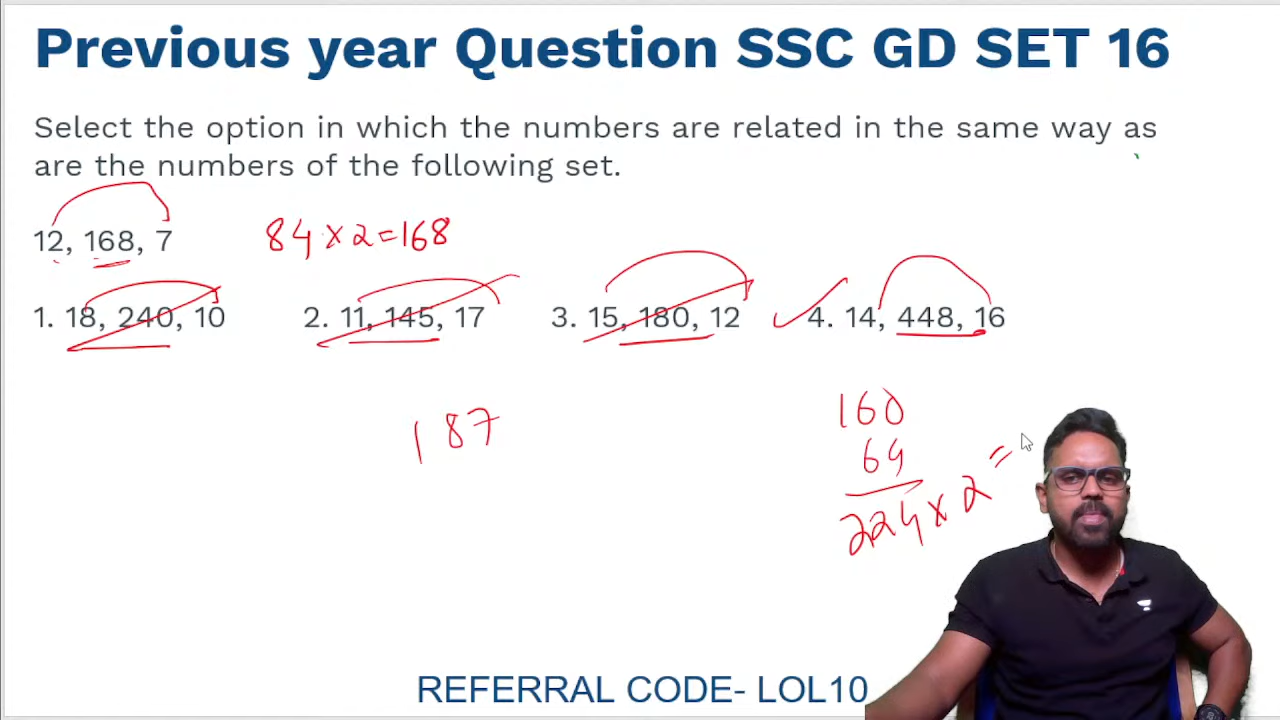 Previous year Question SSC GD SET 16
Select the option in which the numbers are related in the same way as
are the numbers of the following set.
12, 168, 7 84 × 2 = 168
1. 18, 240, 10 2. 11, 145, 17 3. 15, 180, 12 4. 14, 448, 16
187
160
64
224 × 2 =
REFERRAL CODE- LOL10